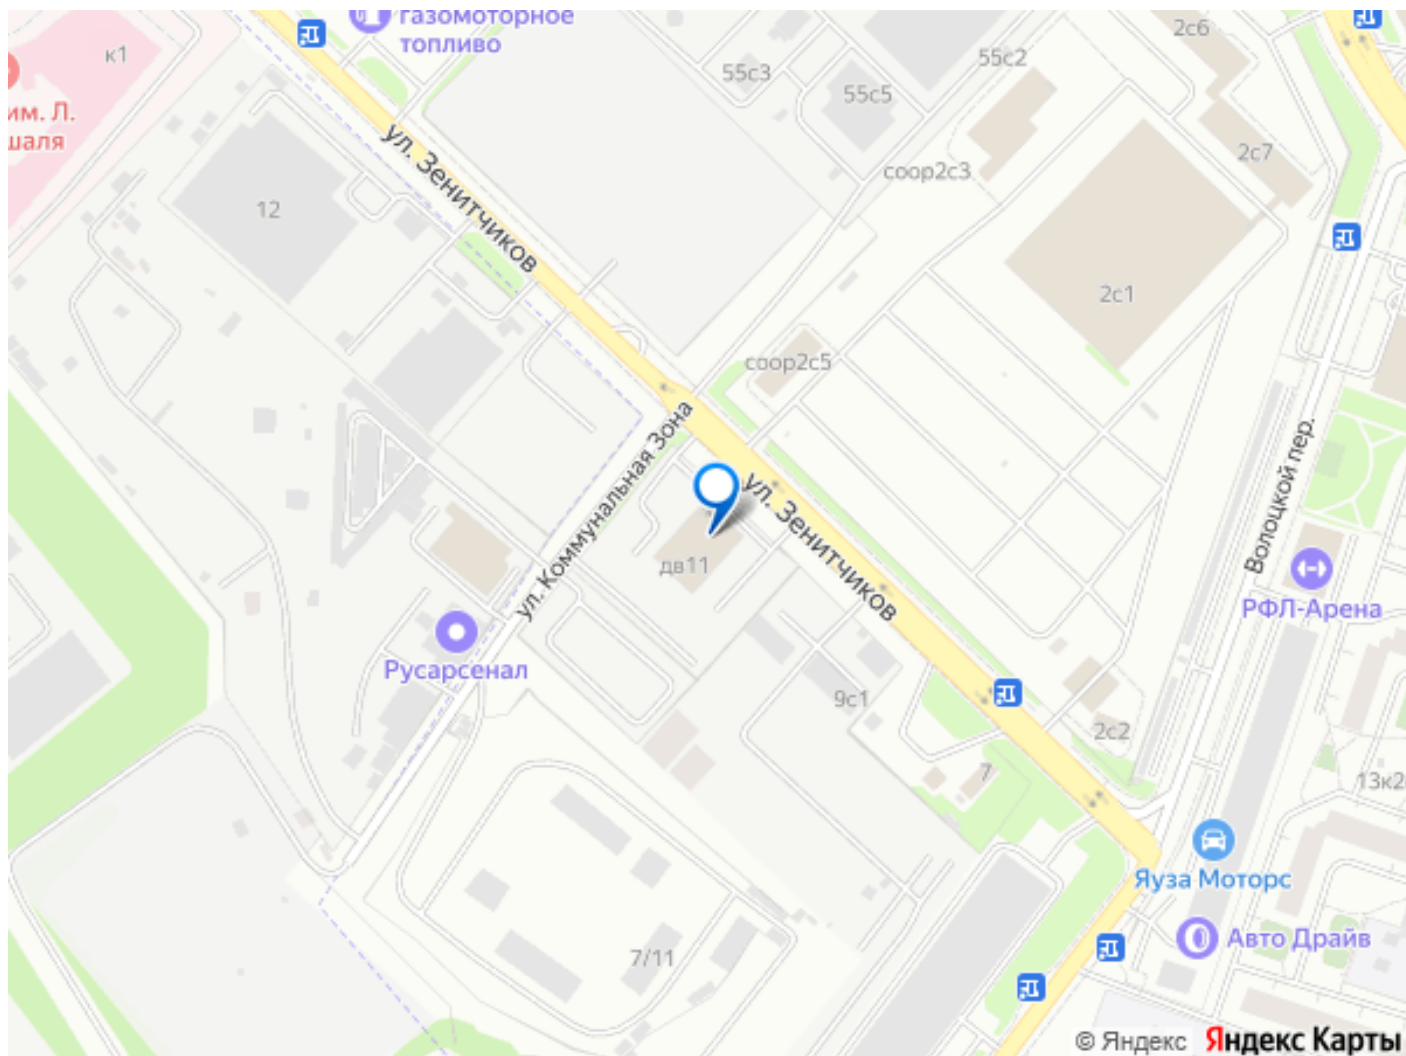 газомоторное
топливо
к1
им. Л.
шаля
12
55с3
55с5
55с2
2с6
2с7
соор2с3
2с1
соор2с5
ул. Зенитчиков
ул. Коммунальная Зона
ул. Зенитчиков
дв11
Волоцкой пер.
РФЛ-Арена
Русарсенал
9с1
2с2
7
13к2
Яуза Моторс
Авто Драйв
7/11
© Яндекс Яндекс Карты